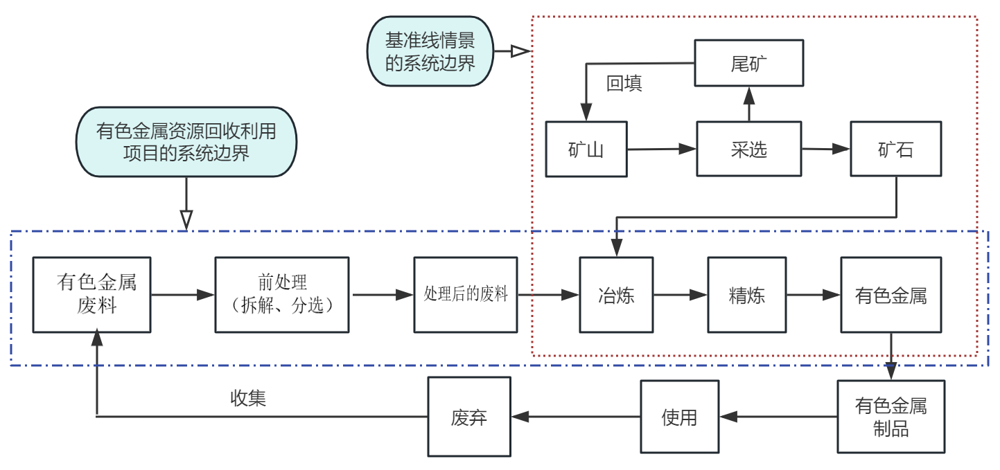 基准线情景
的系统边界
尾矿
回填
有色金属资源回收利用
项目的系统边界
矿山
采选
矿石
有色金属
废料
前处理
（拆解、分选）
处理后的废料
冶炼
精炼
有色金属
收集
废弃
使用
有色金属
制品